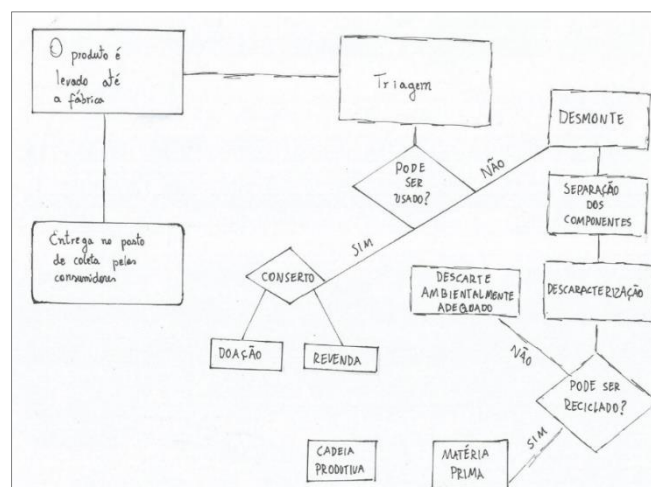 O produto é
levado até
a fábrica
Triagem
DESMONTE
PODE
SER
USADO?
NÃO
SIM
SEPARAÇÃO
DOS
COMPONENTES
Entrega no posto
de coleta pelos
consumidores
CONSERTO
DESCARTE
AMBIENTALMENTE
ADEQUADO
DESCARACTERIZAÇÃO
DOAÇÃO
REVENDA
NÃO
PODE SER
RECICLADO?
SIM
CADEIA
PRODUTIVA
MATÉRIA
PRIMA